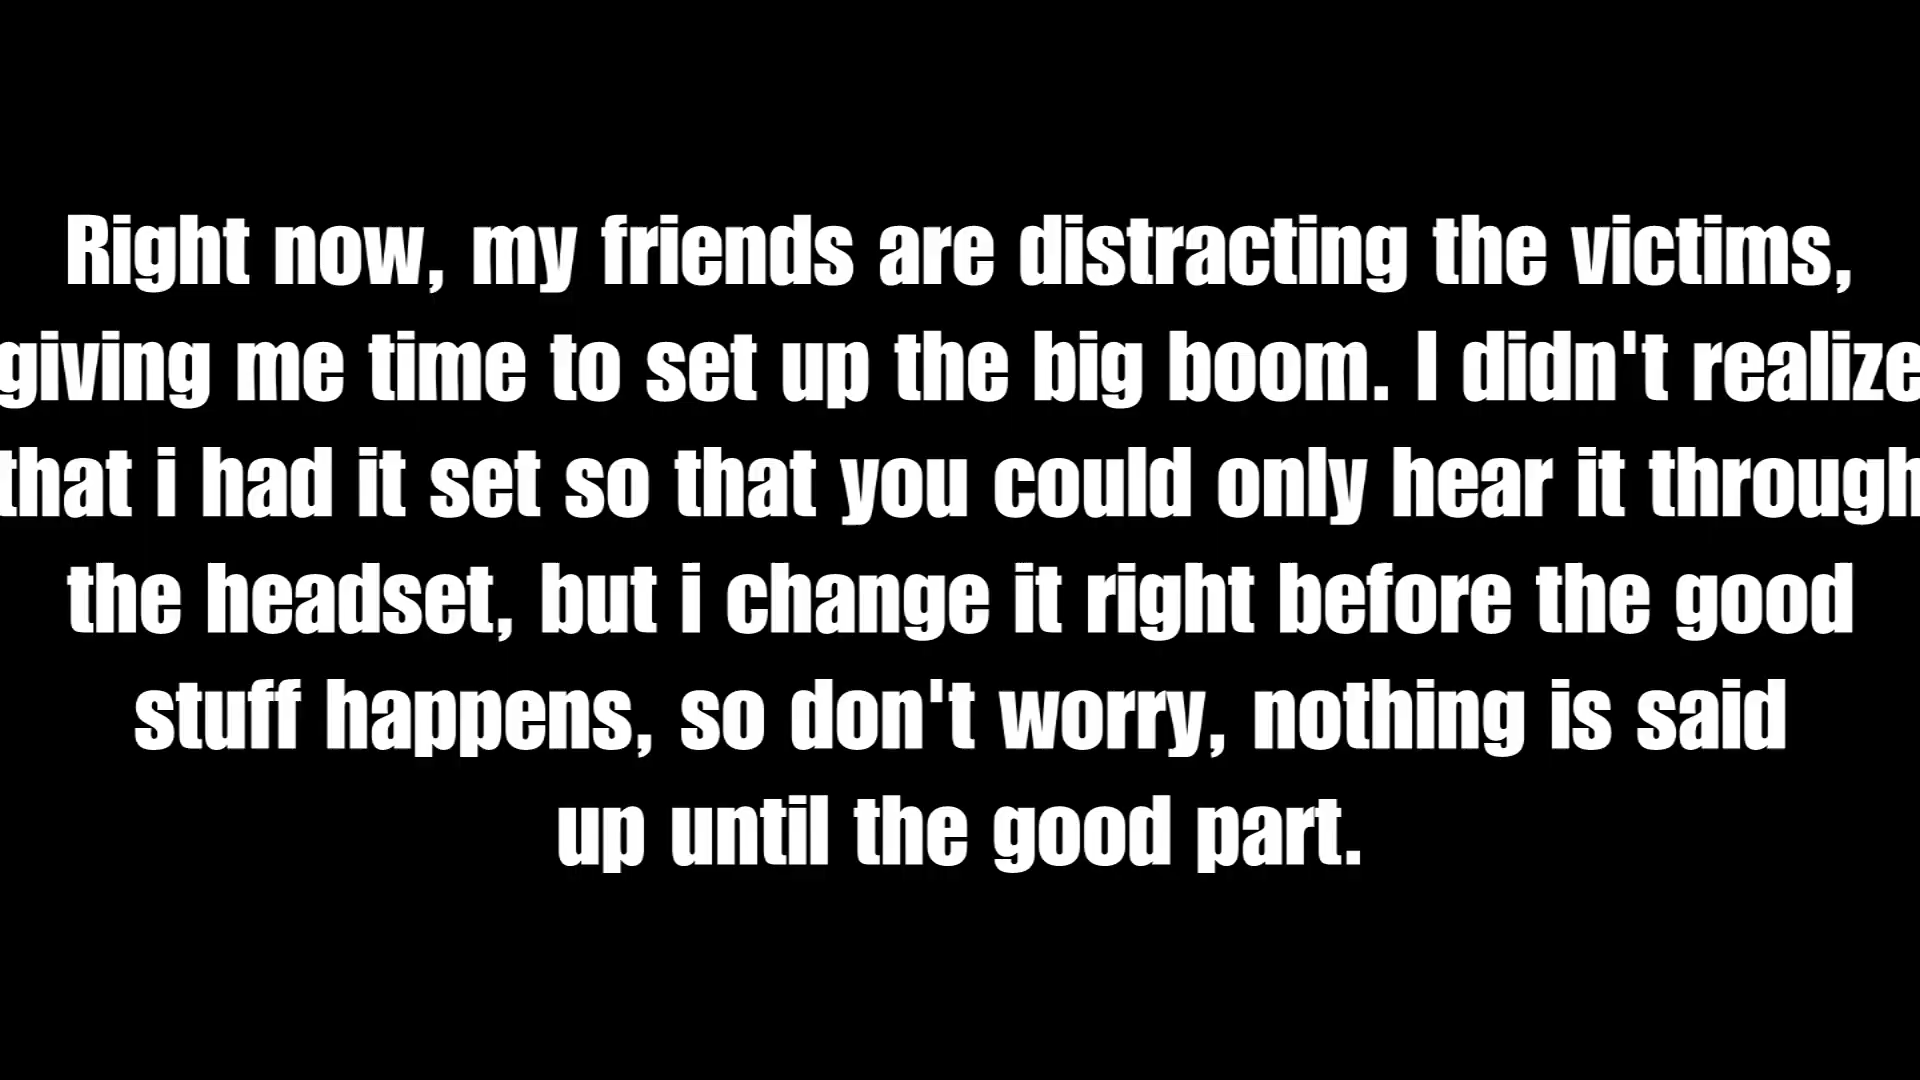 Right now, my friends are distracting the victims,
giving me time to set up the big boom. I didn't realize
that i had it set so that you could only hear it through
the headset, but i change it right before the good
stuff happens, so don't worry, nothing is said
up until the good part.